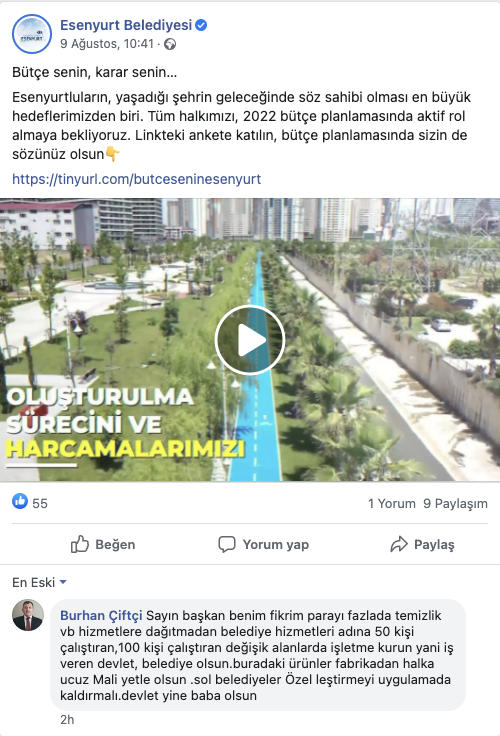 Esenyurt Belediyesi
9 Ağustos, 10:41 ·
Bütçe senin, karar senin...
Esenyurtluların, yaşadığı şehrin geleceğinde söz sahibi olması en büyük
hedeflerimizden biri. Tüm halkımızı, 2022 bütçe planlamasında aktif rol
almaya bekliyoruz. Linkteki ankete katılın, bütçe planlamasında sizin de
sözünüz olsun👇
https://tinyurl.com/butceseninesenyurt
OLUŞTURULMA
SÜRECİNİ VE
HARCAMALARIMIZI
55
1 Yorum 9 Paylaşım
Beğen Yorum yap Paylaş
En Eski
Burhan Çiftçi Sayın başkan benim fikrim parayı fazlada temizlik
vb hizmetlere dağıtmadan belediye hizmetleri adına 50 kişi
çalıştıran,100 kişi çalıştıran değişik alanlarda işletme kurun yani iş
veren devlet, belediye olsun.buradaki ürünler fabrikadan halka
ucuz Mali yetle olsun .sol belediyeler Özel leştirmeyi uygulamada
kaldırmalı.devlet yine baba olsun
2h